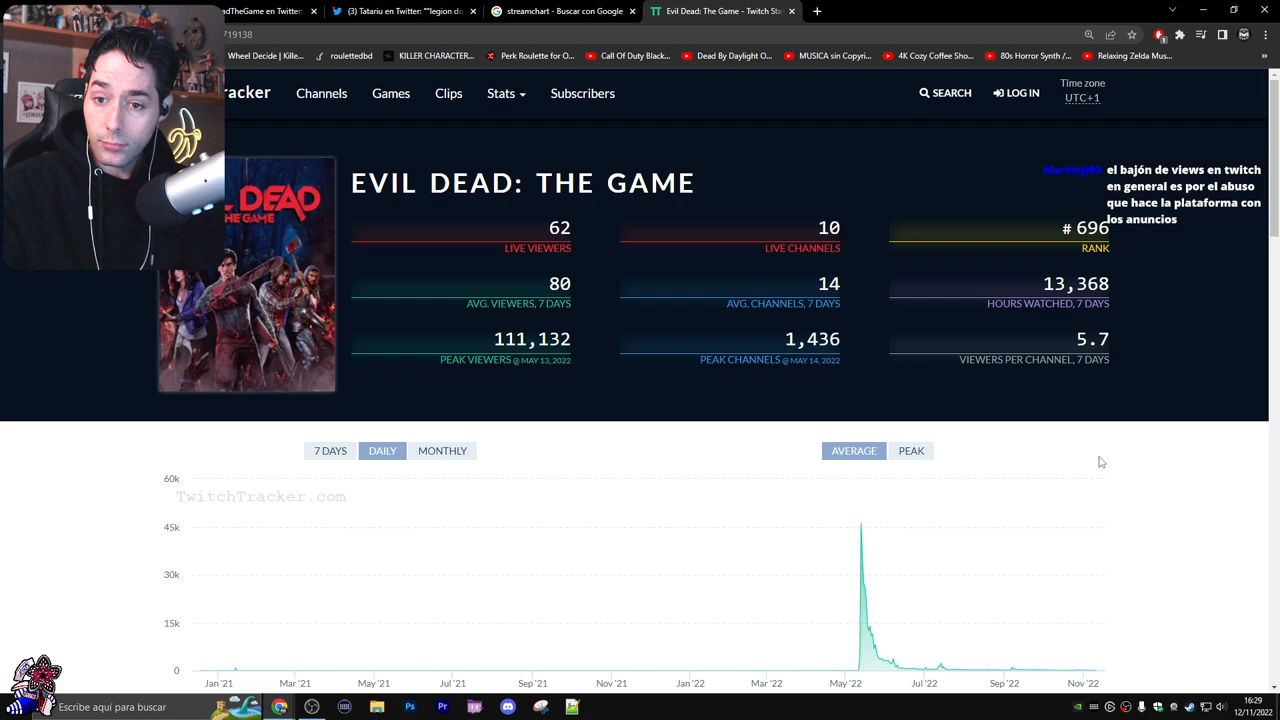 adTheGame en Twitter: ×
(3) Tatariu en Twitter: "“legion do ×
streamchart - Buscar con Google ×
Evil Dead: The Game - Twitch Sta ×
719138
Wheel Decide | Kille...
roulettedbd
KILLER CHARACTER...
Perk Roulette for O...
Call Of Duty Black...
Dead By Daylight O...
MUSICA sin Copyri...
4K Cozy Coffee Sho...
80s Horror Synth /...
Relaxing Zelda Mus...
racker Channels Games Clips Stats Subscribers
SEARCH LOG IN
Time zone
UTC+1
EVIL DEAD: THE GAME
Martinji93 el bajón de views en twitch
en general es por el abuso
que hace la plataforma con
los anuncios
DEAD
THE GAME
62 10 # 696
LIVE VIEWERS LIVE CHANNELS RANK
80 14 13,368
AVG. VIEWERS, 7 DAYS AVG. CHANNELS, 7 DAYS HOURS WATCHED, 7 DAYS
111,132 1,436 5.7
PEAK VIEWERS @ MAY 13, 2022 PEAK CHANNELS @ MAY 14, 2022 VIEWERS PER CHANNEL, 7 DAYS
7 DAYS DAILY MONTHLY AVERAGE PEAK
60k
TwitchTracker.com
45k
30k
15k
0
Jan '21 Mar '21 May '21 Jul '21 Sep '21 Nov '21 Jan '22 Mar '22 May '22 Jul '22 Sep '22 Nov '22
Escribe aquí para buscar
16:29
12/11/2022